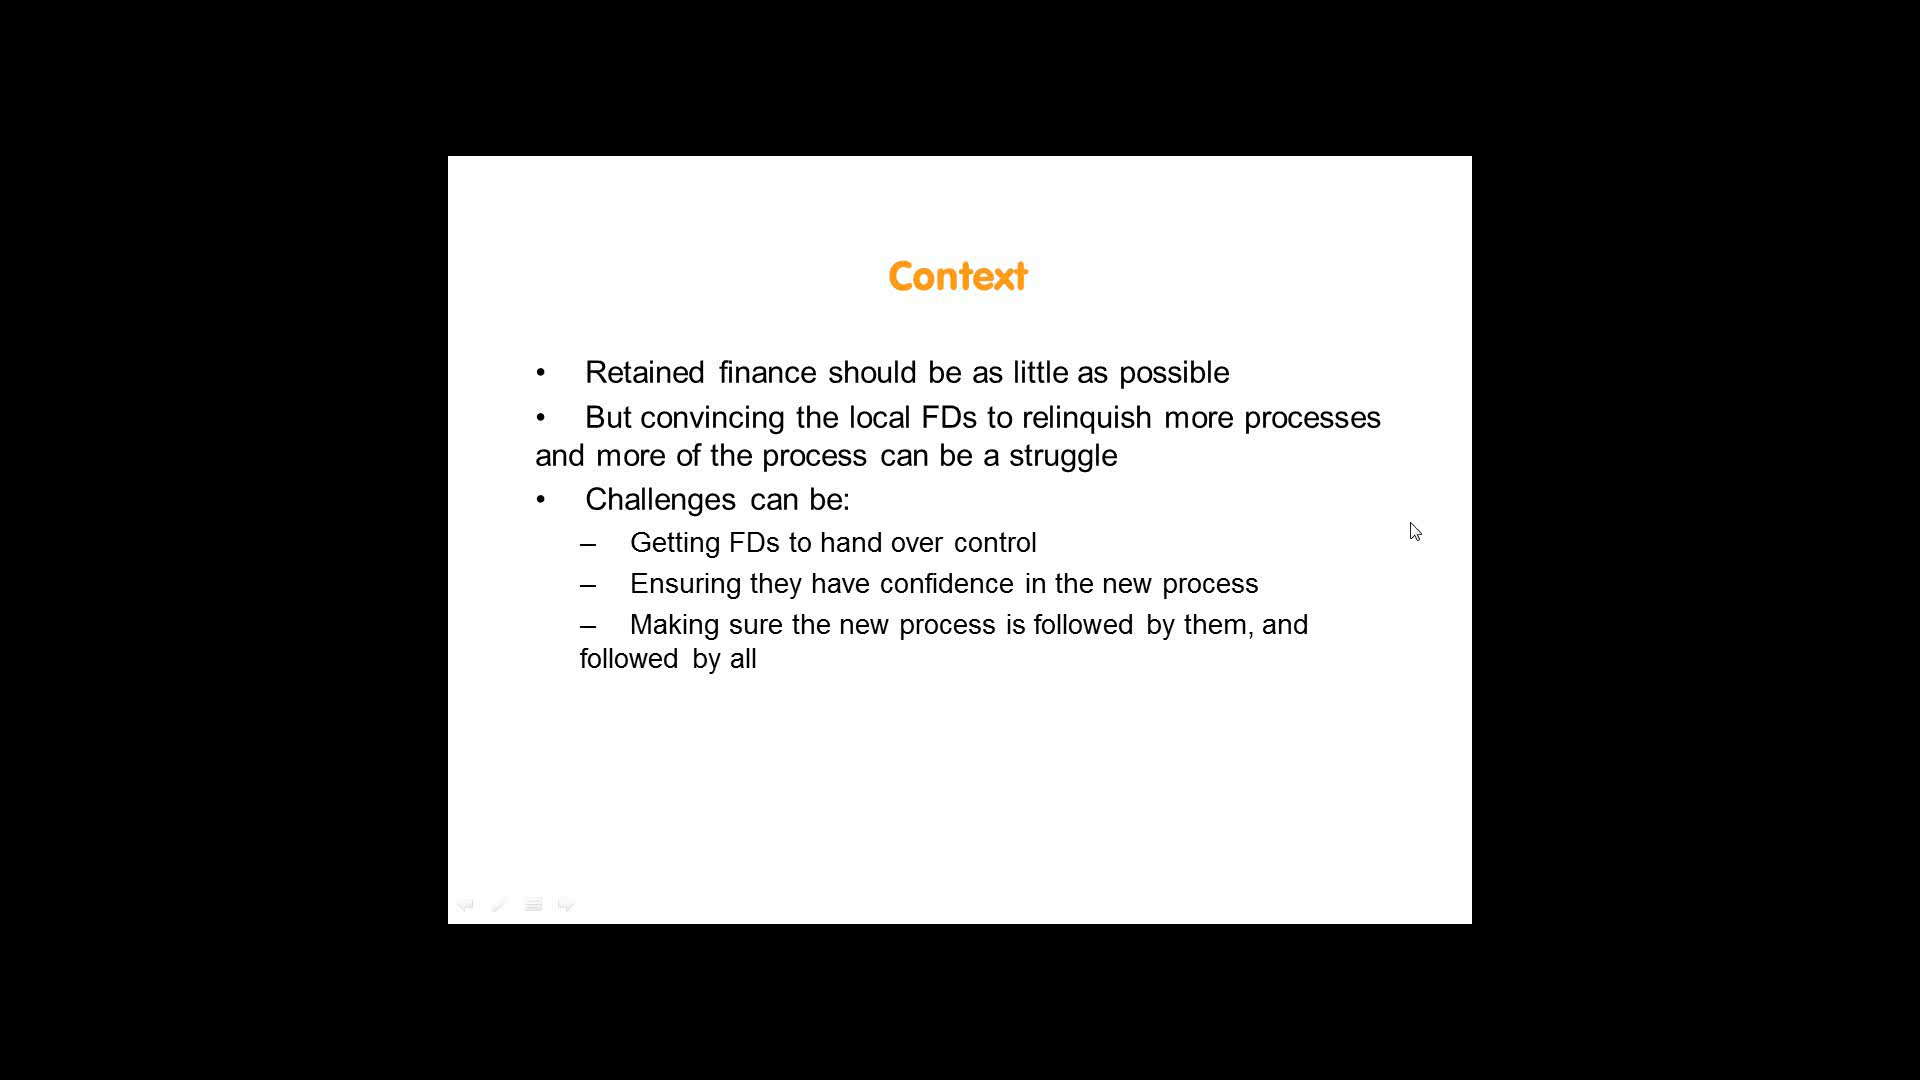 Context
• Retained finance should be as little as possible
• But convincing the local FDs to relinquish more processes
and more of the process can be a struggle
• Challenges can be:
– Getting FDs to hand over control
– Ensuring they have confidence in the new process
– Making sure the new process is followed by them, and
followed by all